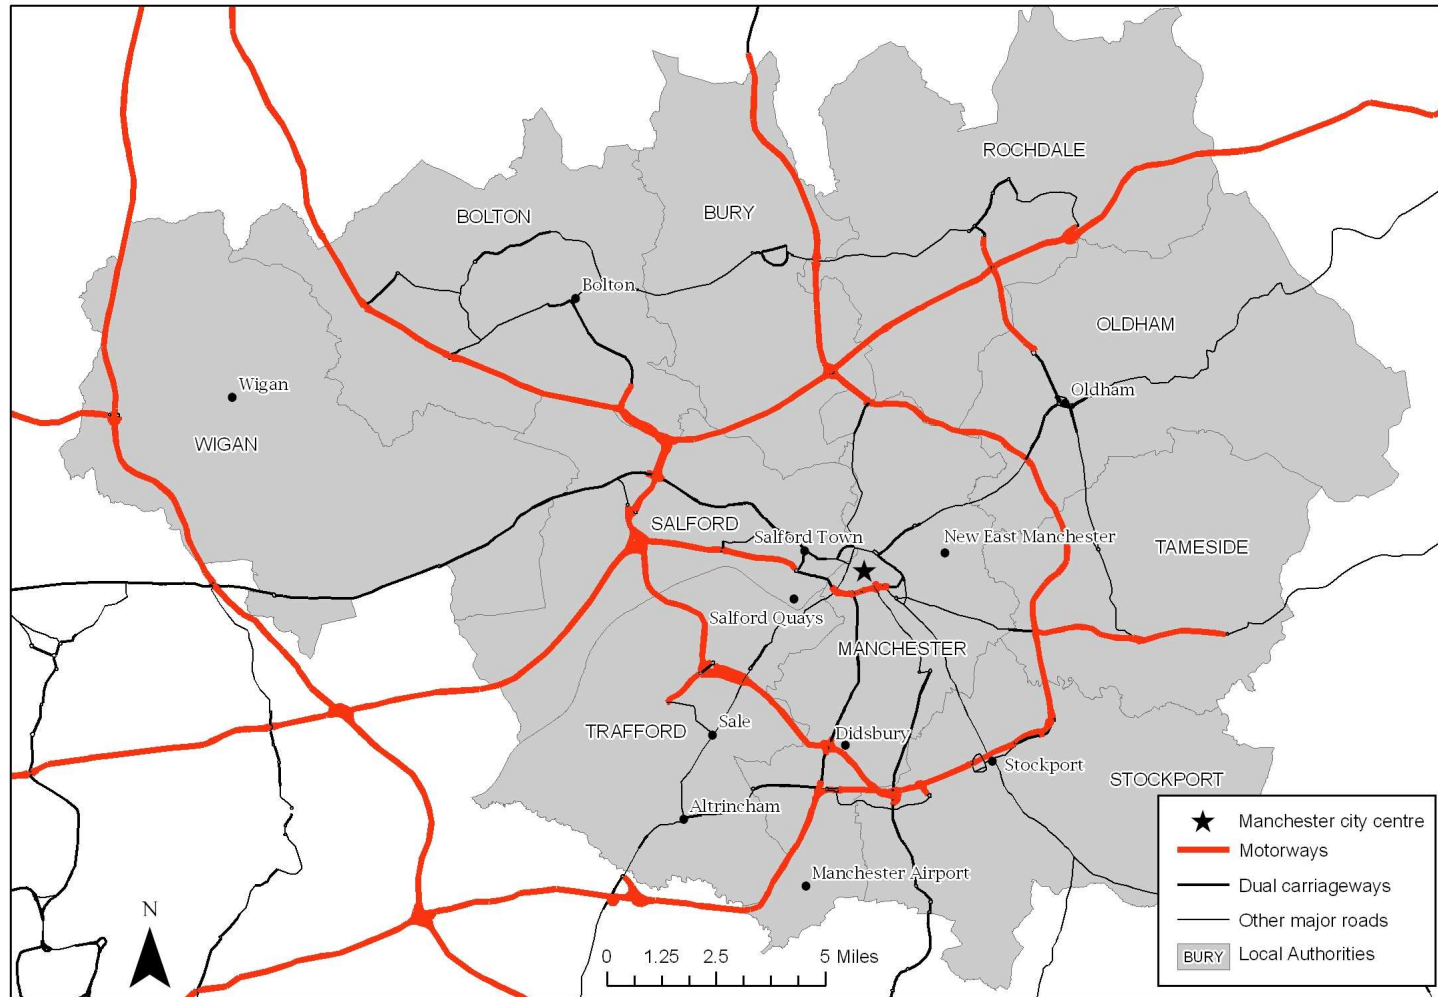 ROCHDALE
BOLTON
BURY
Bolton
OLDHAM
Wigan
Oldham
WIGAN
SALFORD
Salford Town
New East Manchester
TAMESIDE
Salford Quays
MANCHESTER
TRAFFORD
Sale
Didsbury
Stockport
STOCKPORT
Altrincham
Manchester Airport
N
0 1.25 2.5 5 Miles
Manchester city centre
Motorways
Dual carriageways
Other major roads
BURY Local Authorities